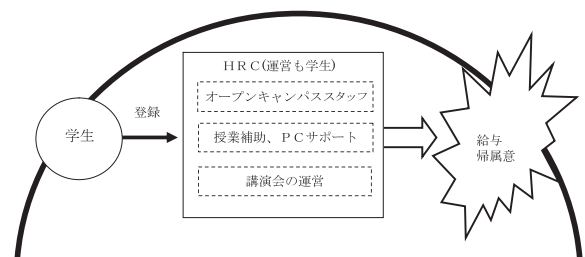 HRC(運営も学生)
オープンキャンパススタッフ
登録
学生
授業補助、PCサポート
給与
帰属意
講演会の運営